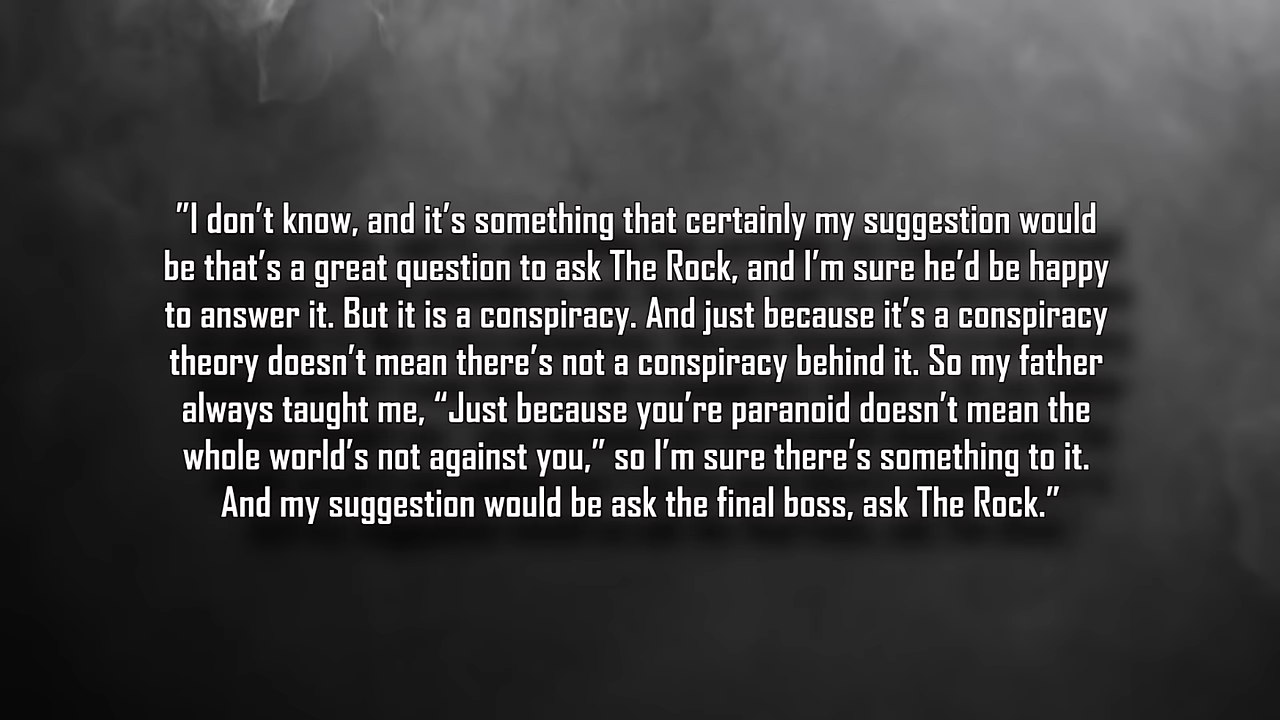 ”I don’t know, and it’s something that certainly my suggestion would
be that’s a great question to ask The Rock, and I’m sure he’d be happy
to answer it. But it is a conspiracy. And just because it’s a conspiracy
theory doesn’t mean there’s not a conspiracy behind it. So my father
always taught me, “Just because you’re paranoid doesn’t mean the
whole world’s not against you,” so I’m sure there’s something to it.
And my suggestion would be ask the final boss, ask The Rock.”